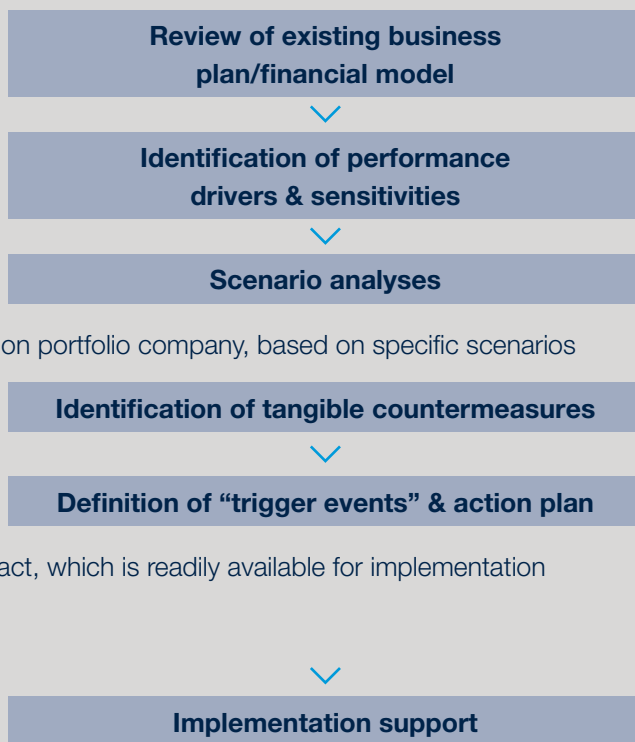 Review of existing business
plan/financial model
Identification of performance
drivers & sensitivities
Scenario analyses
on portfolio company, based on specific scenarios
Identification of tangible countermeasures
Definition of “trigger events” & action plan
act, which is readily available for implementation
Implementation support